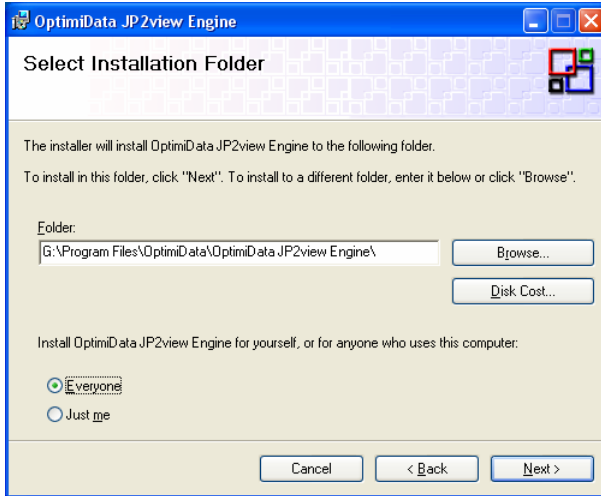 OptimiData JP2view Engine
Select Installation Folder
The installer will install OptimiData JP2view Engine to the following folder.
To install in this folder, click "Next". To install to a different folder, enter it below or click "Browse".
Folder:
G:\Program Files\OptimiData\OptimiData JP2view Engine\
Browse...
Disk Cost...
Install OptimiData JP2view Engine for yourself, or for anyone who uses this computer:
Everyone
Just me
Cancel
< Back
Next >